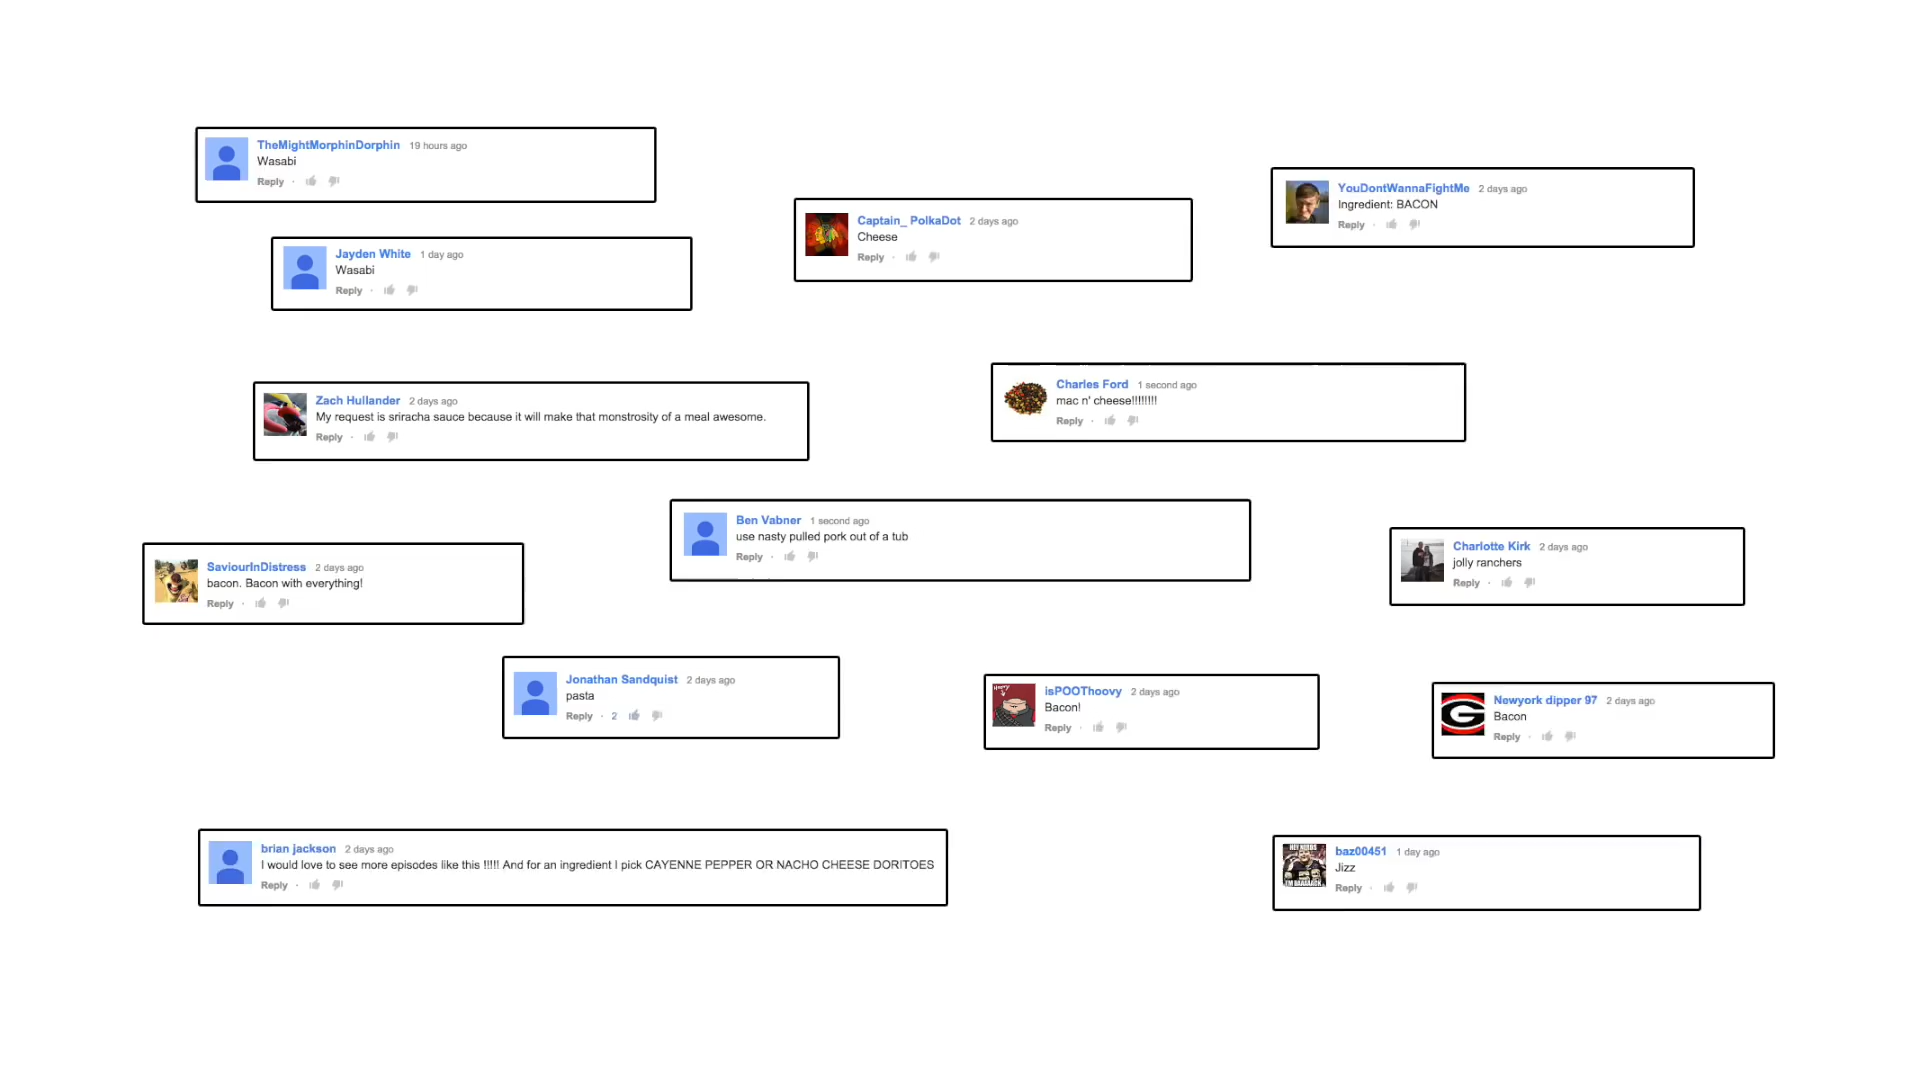 TheMightMorphinDorphin 19 hours ago
Wasabi
Reply ·
Jayden White 1 day ago
Wasabi
Reply ·
Captain_ PolkaDot 2 days ago
Cheese
Reply ·
YouDontWannaFightMe 2 days ago
Ingredient: BACON
Reply ·
Zach Hullander 2 days ago
My request is sriracha sauce because it will make that monstrosity of a meal awesome.
Reply ·
Charles Ford 1 second ago
mac n' cheese!!!!!!!!
Reply ·
Ben Vabner 1 second ago
use nasty pulled pork out of a tub
Reply ·
SaviourInDistress 2 days ago
bacon. Bacon with everything!
Reply ·
Charlotte Kirk 2 days ago
jolly ranchers
Reply ·
Jonathan Sandquist 2 days ago
pasta
Reply · 2
isPOOThoovy 2 days ago
Bacon!
Reply ·
Newyork dipper 97 2 days ago
Bacon
Reply ·
brian jackson 2 days ago
I would love to see more episodes like this !!!!! And for an ingredient I pick CAYENNE PEPPER OR NACHO CHEESE DORITOES
Reply ·
baz00451 1 day ago
Jizz
Reply ·